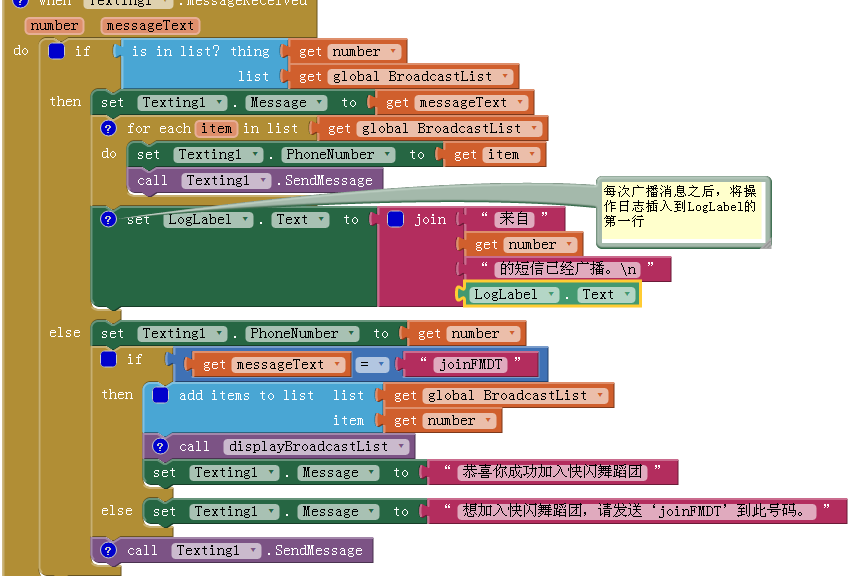 when Texting1 .messageReceived
number messageText
do if is in list? thing get number
list get global BroadcastList
then set Texting1 . Message to get messageText
for each item in list get global BroadcastList
do set Texting1 . PhoneNumber to get item
call Texting1 .SendMessage
每次广播消息之后，将操
作日志插入到LogLabel的
第一行
set LogLabel . Text to join “ 来自 ”
get number
“ 的短信已经广播。\n ”
LogLabel . Text
else set Texting1 . PhoneNumber to get number
if get messageText = “ joinFMDT ”
then add items to list list get global BroadcastList
item get number
call displayBroadcastList
set Texting1 . Message to “ 恭喜你成功加入快闪舞蹈团 ”
else set Texting1 . Message to “ 想加入快闪舞蹈团，请发送‘joinFMDT’到此号码。 ”
call Texting1 .SendMessage